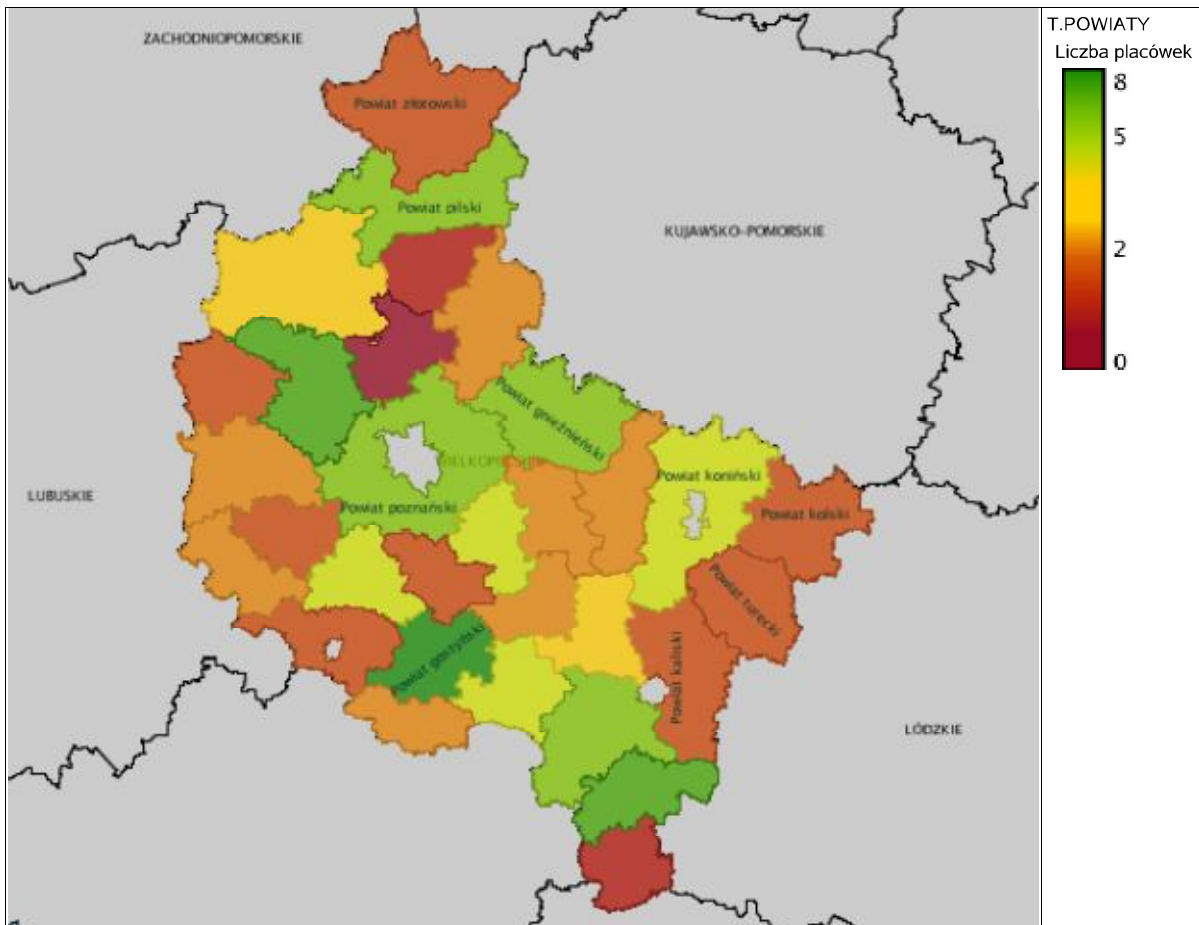 T.POWIATY
Liczba placówek
8
5
2
0
ZACHODNIOPOMORSKIE
Powiat złotowski
Powiat pilski
KUJAWSKO-POMORSKIE
Powiat gnieźnieński
WIELKOPOLSKIE
Powiat koniński
LUBUSKIE
Powiat poznański
Powiat kolski
Powiat turecki
Powiat gostyński
Powiat kaliski
ŁÓDZKIE